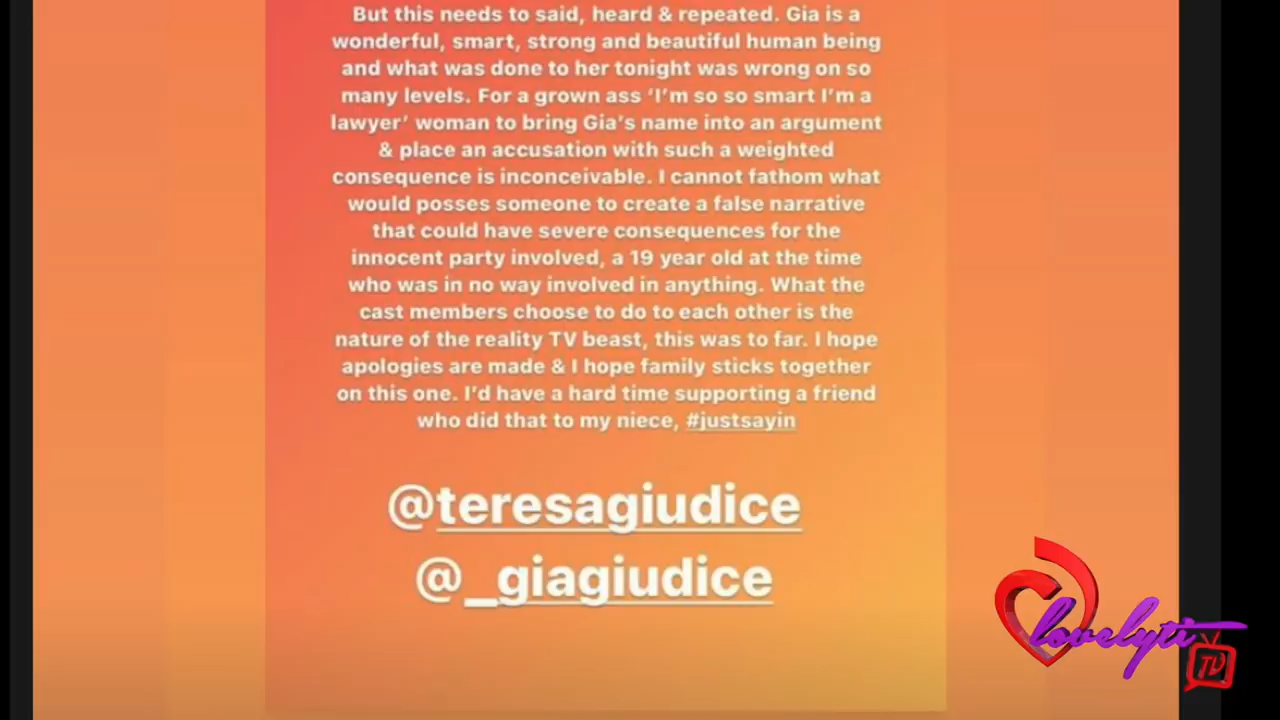 But this needs to said, heard & repeated. Gia is a
wonderful, smart, strong and beautiful human being
and what was done to her tonight was wrong on so
many levels. For a grown ass ‘I’m so so smart I’m a
lawyer’ woman to bring Gia’s name into an argument
& place an accusation with such a weighted
consequence is inconceivable. I cannot fathom what
would posses someone to create a false narrative
that could have severe consequences for the
innocent party involved, a 19 year old at the time
who was in no way involved in anything. What the
cast members choose to do to each other is the
nature of the reality TV beast, this was to far. I hope
apologies are made & I hope family sticks together
on this one. I’d have a hard time supporting a friend
who did that to my niece, #justsayin
@teresagiudice
@_giagiudice
lovelyti
TV